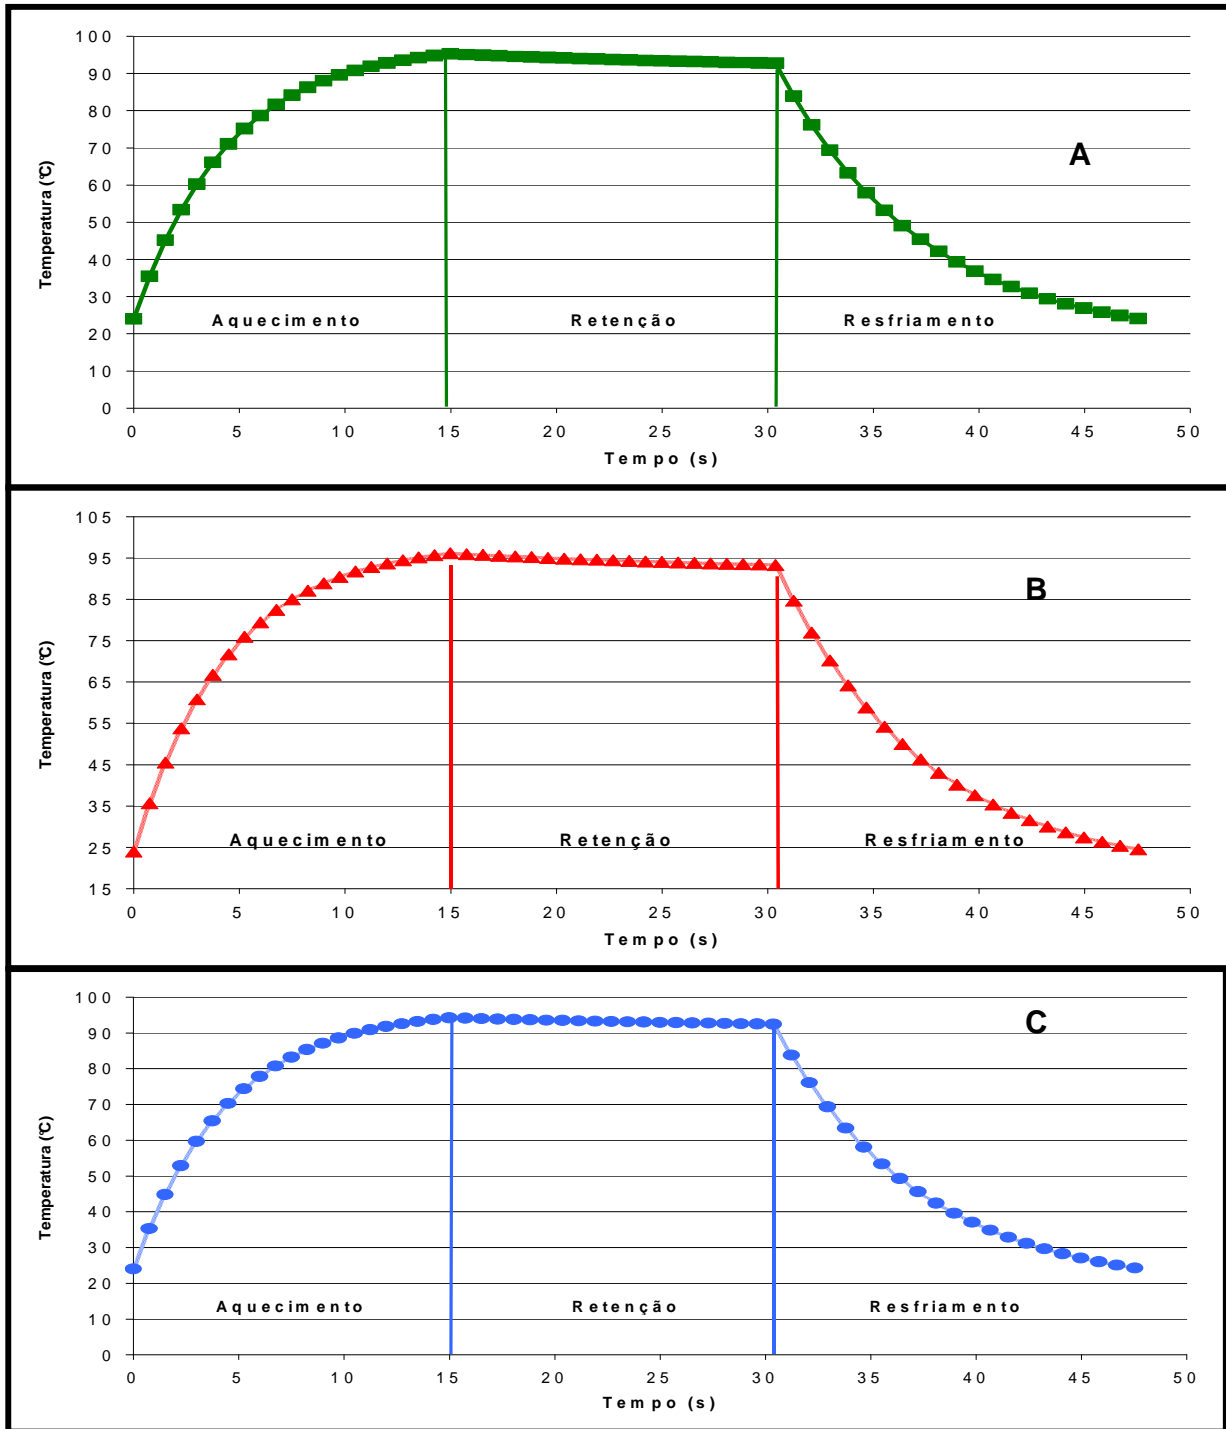 100
90
80
70
60
50
40
30
20
10
0
Temperatura (°C)
A
Aquecimento Retenção Resfriamento
0 5 10 15 20 25 30 35 40 45 50
Tempo (s)
105
95
85
75
65
55
45
35
25
15
Temperatura (°C)
B
Aquecimento Retenção Resfriamento
0 5 10 15 20 25 30 35 40 45 50
Tempo (s)
100
90
80
70
60
50
40
30
20
10
0
Temperatura (°C)
C
Aquecimento Retenção Resfriamento
0 5 10 15 20 25 30 35 40 45 50
Tempo (s)